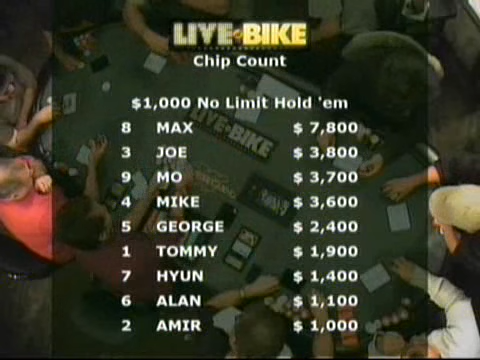 LIVE BIKE
Chip Count
$1,000 No Limit Hold 'em
8 MAX $ 7,800
3 JOE $ 3,800
9 MO $ 3,700
4 MIKE $ 3,600
5 GEORGE $ 2,400
1 TOMMY $ 1,900
7 HYUN $ 1,400
6 ALAN $ 1,100
2 AMIR $ 1,000
LIVE BIKE